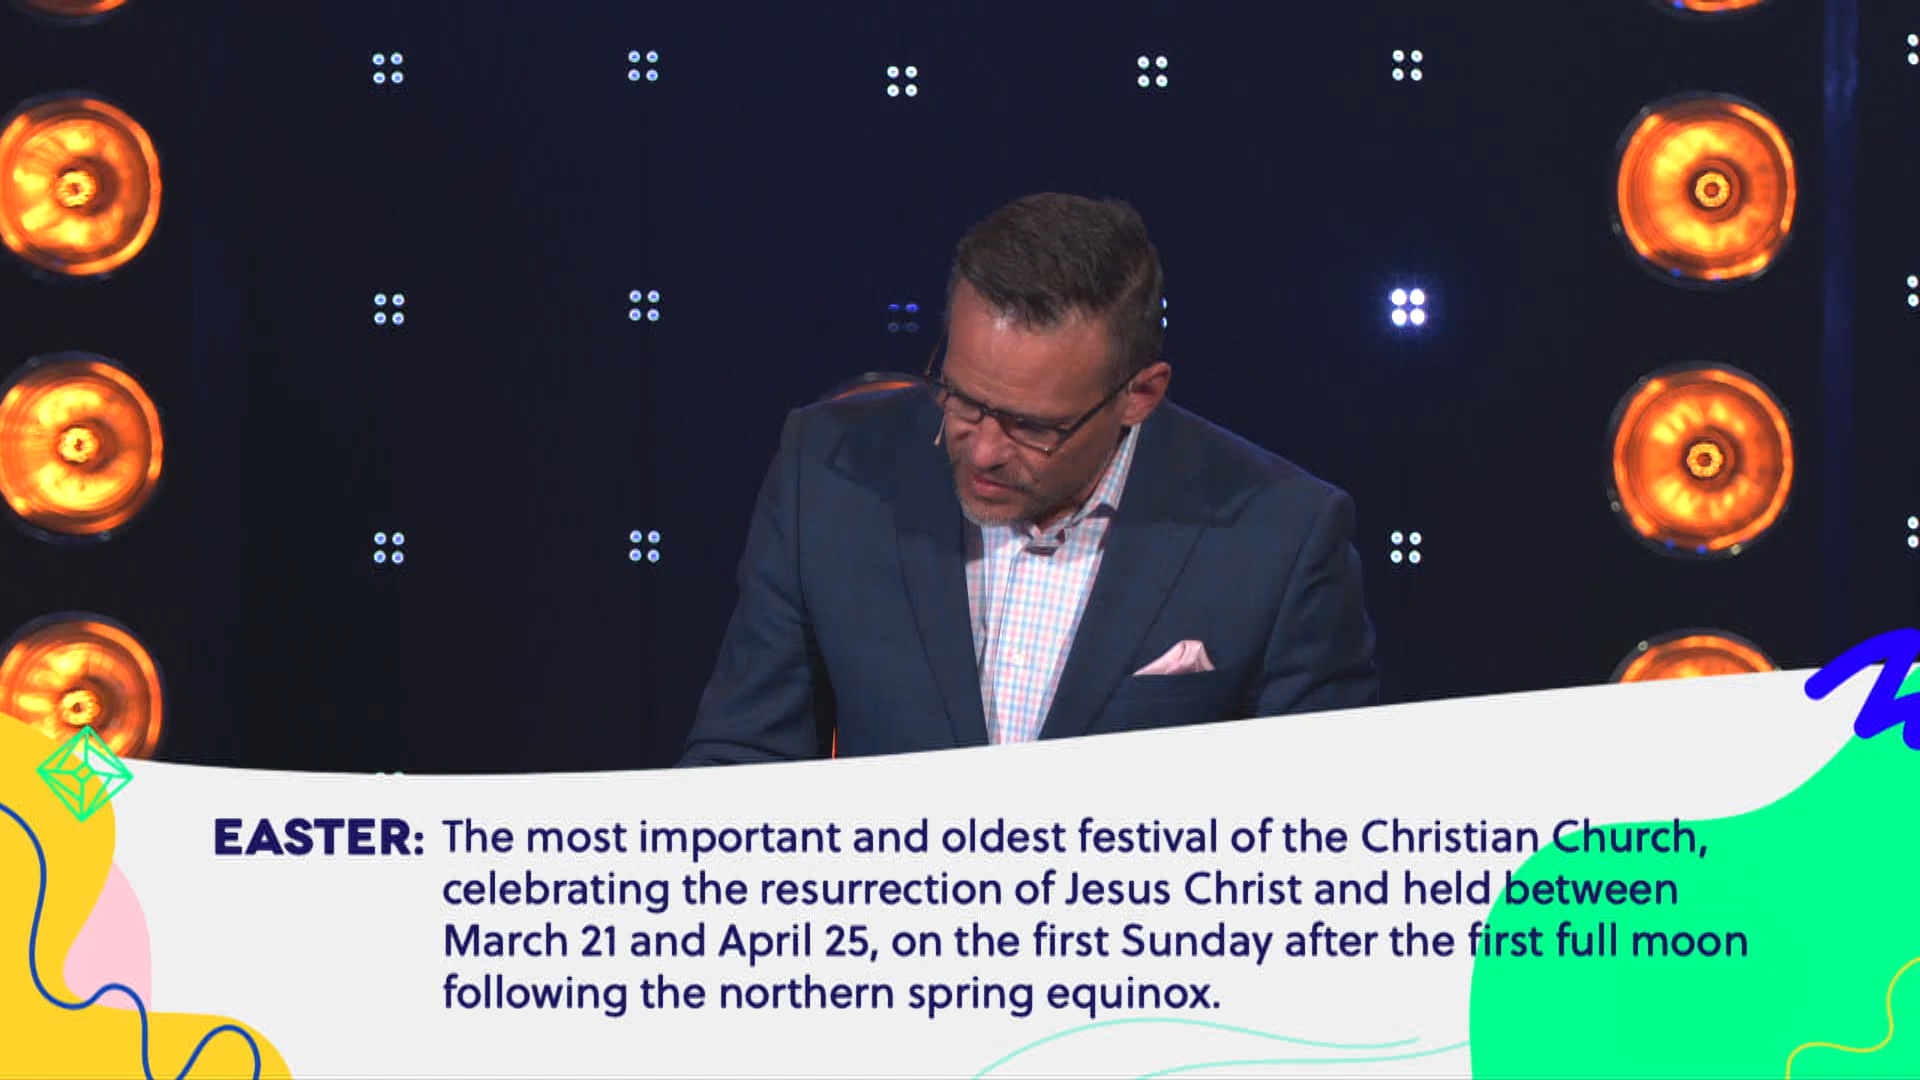 EASTER: The most important and oldest festival of the Christian Church,
celebrating the resurrection of Jesus Christ and held between
March 21 and April 25, on the first Sunday after the first full moon
following the northern spring equinox.